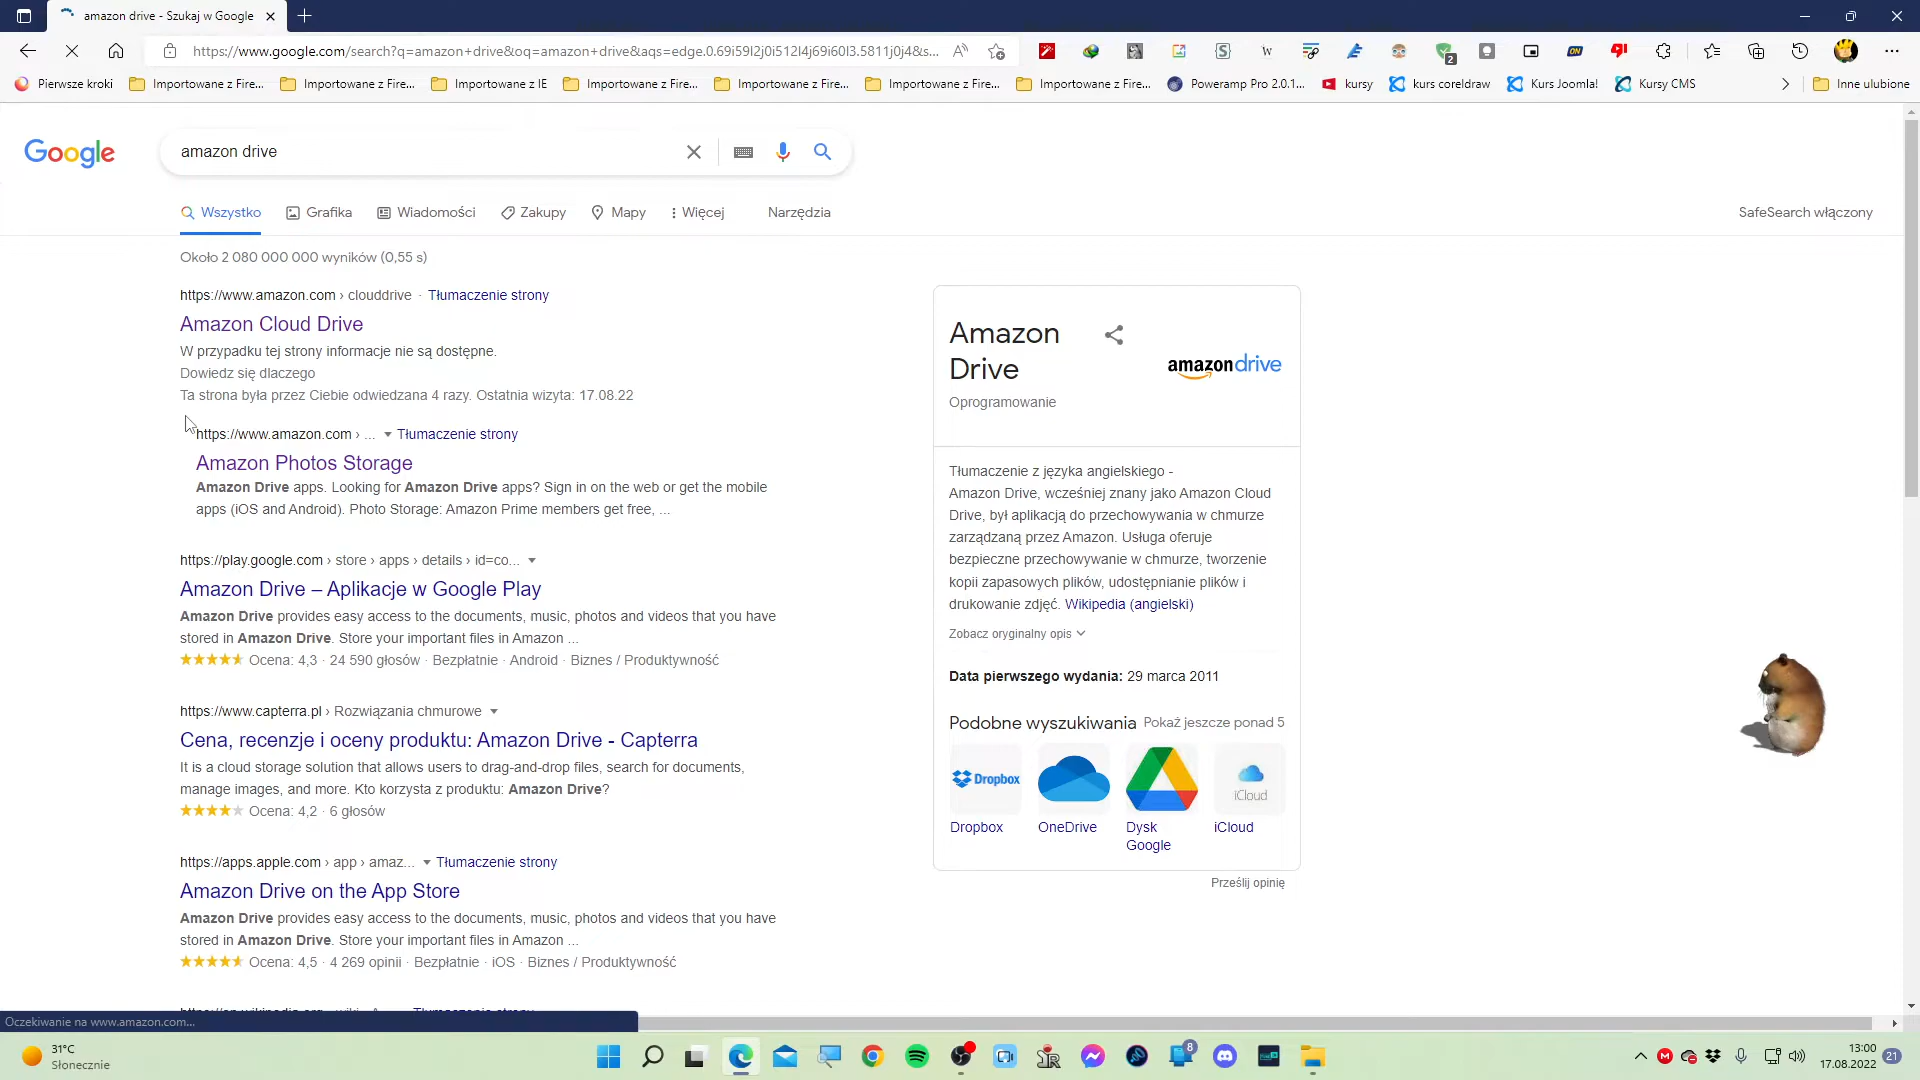 amazon drive - Szukaj w Google
https://www.google.com/search?q=amazon+drive&oq=amazon+drive&aqs=edge.0.69i59l2j0i512l4j69i60l3.5811j0j4&s...
2
Pierwsze kroki
Importowane z Fire...
Importowane z Fire...
Importowane z IE
Importowane z Fire...
Importowane z Fire...
Importowane z Fire...
Importowane z Fire...
Poweramp Pro 2.0.1...
kursy
kurs coreldraw
Kurs Joomla!
Kursy CMS
Inne ulubione
Google
amazon drive
Wszystko
Grafika
Wiadomości
Zakupy
Mapy
Więcej
Narzędzia
SafeSearch włączony
Około 2 080 000 000 wyników (0,55 s)
https://www.amazon.com › clouddrive · Tłumaczenie strony
Amazon Cloud Drive
W przypadku tej strony informacje nie są dostępne.
Dowiedz się dlaczego
Ta strona była przez Ciebie odwiedzana 4 razy. Ostatnia wizyta: 17.08.22
https://www.amazon.com › ... Tłumaczenie strony
Amazon Photos Storage
Amazon Drive apps. Looking for Amazon Drive apps? Sign in on the web or get the mobile
apps (iOS and Android). Photo Storage: Amazon Prime members get free, ...
https://play.google.com › store › apps › details › id=co...
Amazon Drive – Aplikacje w Google Play
Amazon Drive provides easy access to the documents, music, photos and videos that you have
stored in Amazon Drive. Store your important files in Amazon ...
Ocena: 4,3 · 24 590 głosów · Bezpłatnie · Android · Biznes / Produktywność
https://www.capterra.pl › Rozwiązania chmurowe
Cena, recenzje i oceny produktu: Amazon Drive - Capterra
It is a cloud storage solution that allows users to drag-and-drop files, search for documents,
manage images, and more. Kto korzysta z produktu: Amazon Drive?
Ocena: 4,2 · 6 głosów
https://apps.apple.com › app › amaz... Tłumaczenie strony
Amazon Drive on the App Store
Amazon Drive provides easy access to the documents, music, photos and videos that you have
stored in Amazon Drive. Store your important files in Amazon ...
Ocena: 4,5 · 4 269 opinii · Bezpłatnie · iOS · Biznes / Produktywność
Amazon
Drive
amazondrive
Oprogramowanie
Tłumaczenie z języka angielskiego -
Amazon Drive, wcześniej znany jako Amazon Cloud
Drive, był aplikacją do przechowywania w chmurze
zarządzaną przez Amazon. Usługa oferuje
bezpieczne przechowywanie w chmurze, tworzenie
kopii zapasowych plików, udostępnianie plików i
drukowanie zdjęć. Wikipedia (angielski)
Zobacz oryginalny opis
Data pierwszego wydania: 29 marca 2011
Podobne wyszukiwania
Pokaż jeszcze ponad 5
Dropbox
iCloud
Dropbox
OneDrive
Dysk
Google
iCloud
Prześlij opinię
Oczekiwanie na www.amazon.com...
31°C
Słonecznie
8
13:00
17.08.2022
21